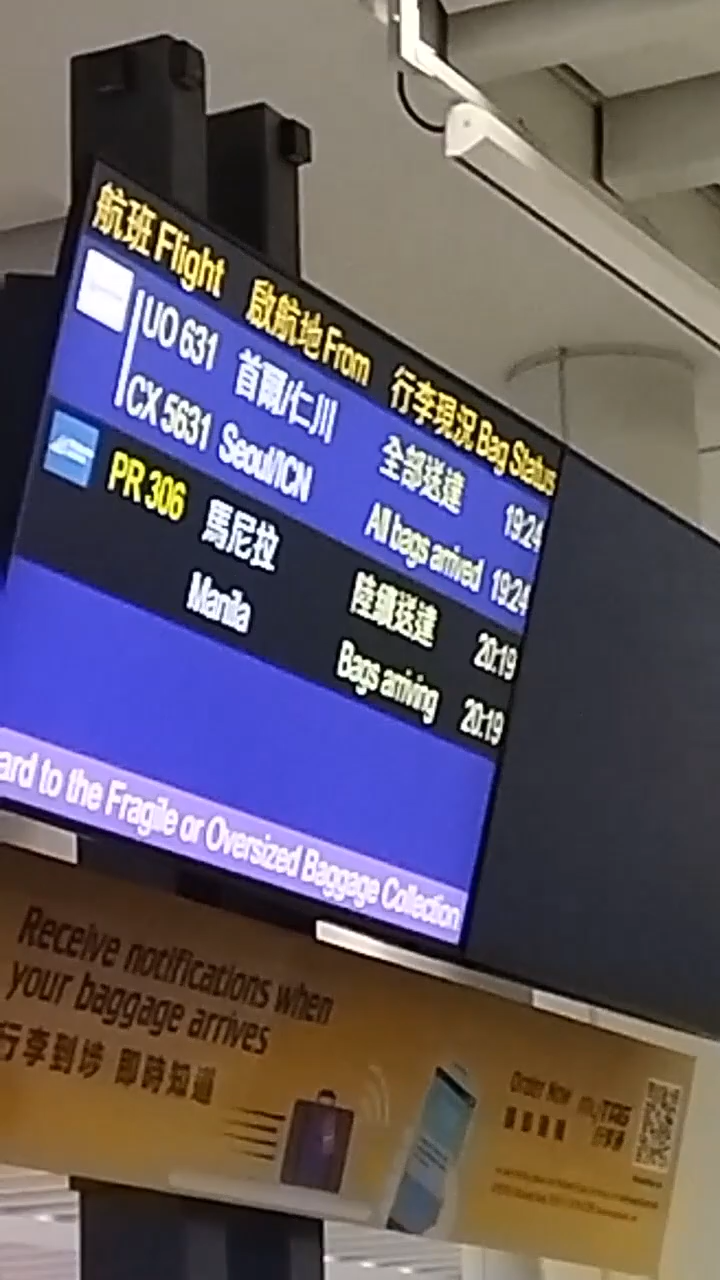 航班 Flight 啟航地 From 行李現況 Bag Status
UO 631 首爾/仁川 全部送達 19:24
CX 5631 Seoul/ICN All bags arrived 19:24
PR 306 馬尼拉 陸續送達 20:19
Manila Bags arriving 20:19
ard to the Fragile or Oversized Baggage Collection
Receive notifications when
your baggage arrives
行李到埗 即時知道
Order Now myTAG